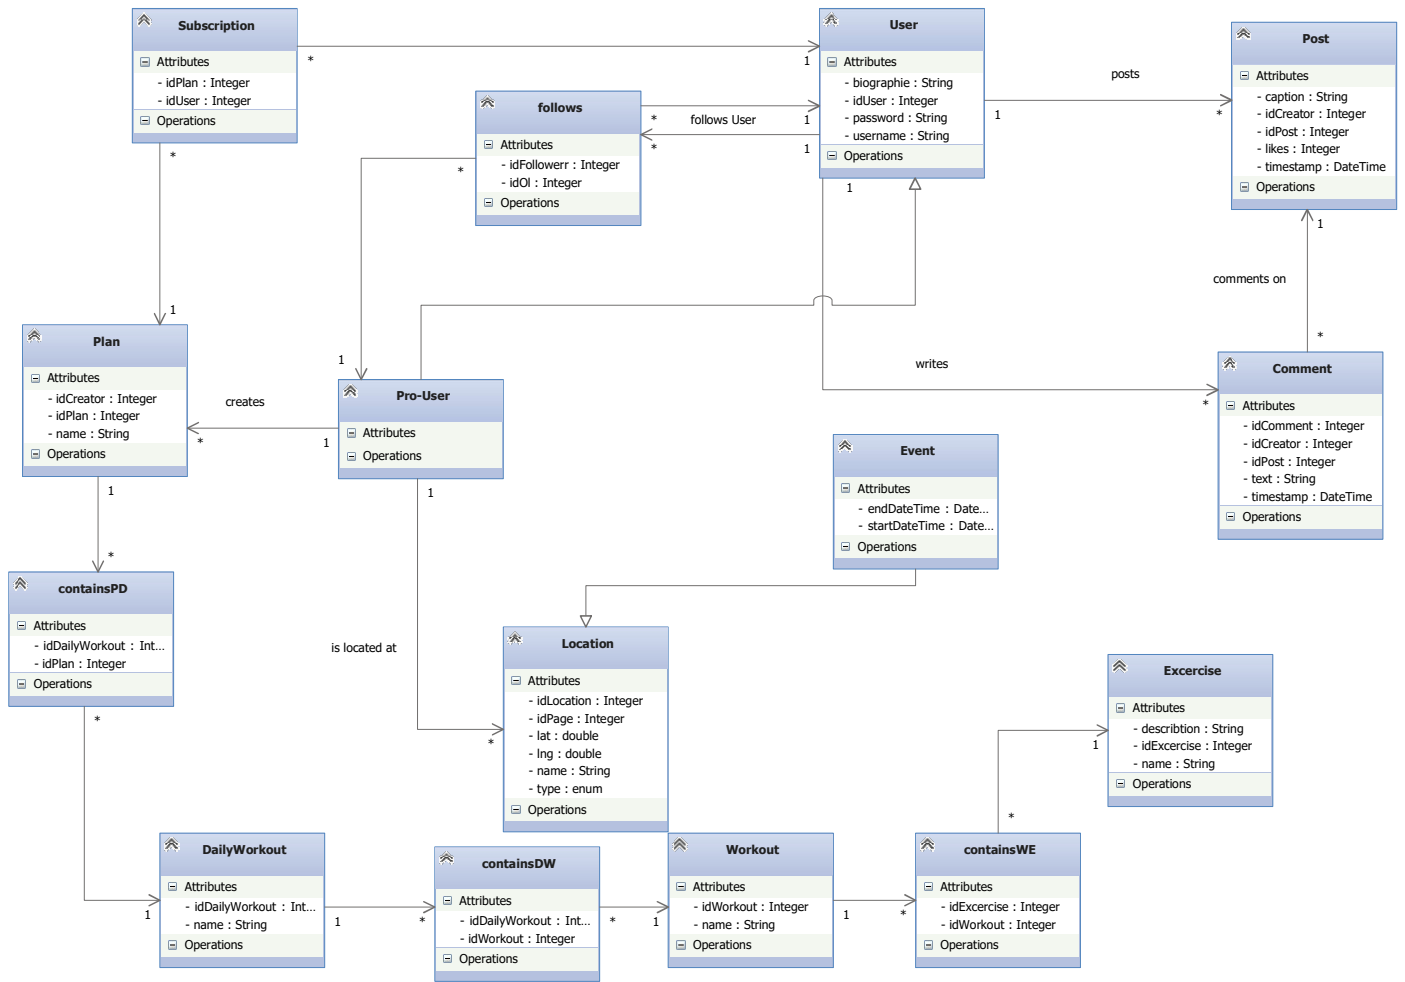 Subscription
Attributes
- idPlan : Integer
- idUser : Integer
Operations
*
1
*
1
follows
Attributes
- idFollowerr : Integer
- idOl : Integer
Operations
*
1
follows User
*
1
*
1
User
Attributes
- biographie : String
- idUser : Integer
- password : String
- username : String
Operations
posts
1
*
Post
Attributes
- caption : String
- idCreator : Integer
- idPost : Integer
- likes : Integer
- timestamp : DateTime
Operations
1
comments on
*
1
writes
*
Comment
Attributes
- idComment : Integer
- idCreator : Integer
- idPost : Integer
- text : String
- timestamp : DateTime
Operations
Plan
Attributes
- idCreator : Integer
- idPlan : Integer
- name : String
Operations
creates
*
1
Pro-User
Attributes
Operations
1
is located at
*
Event
Attributes
- endDateTime : Date...
- startDateTime : Date...
Operations
1
*
containsPD
Attributes
- idDailyWorkout : Int...
- idPlan : Integer
Operations
*
1
Location
Attributes
- idLocation : Integer
- idPage : Integer
- lat : double
- lng : double
- name : String
- type : enum
Operations
Excercise
Attributes
- describtion : String
- idExcercise : Integer
- name : String
Operations
1
*
DailyWorkout
Attributes
- idDailyWorkout : Int...
- name : String
Operations
1
*
containsDW
Attributes
- idDailyWorkout : Int...
- idWorkout : Integer
Operations
*
1
Workout
Attributes
- idWorkout : Integer
- name : String
Operations
1
*
containsWE
Attributes
- idExcercise : Integer
- idWorkout : Integer
Operations